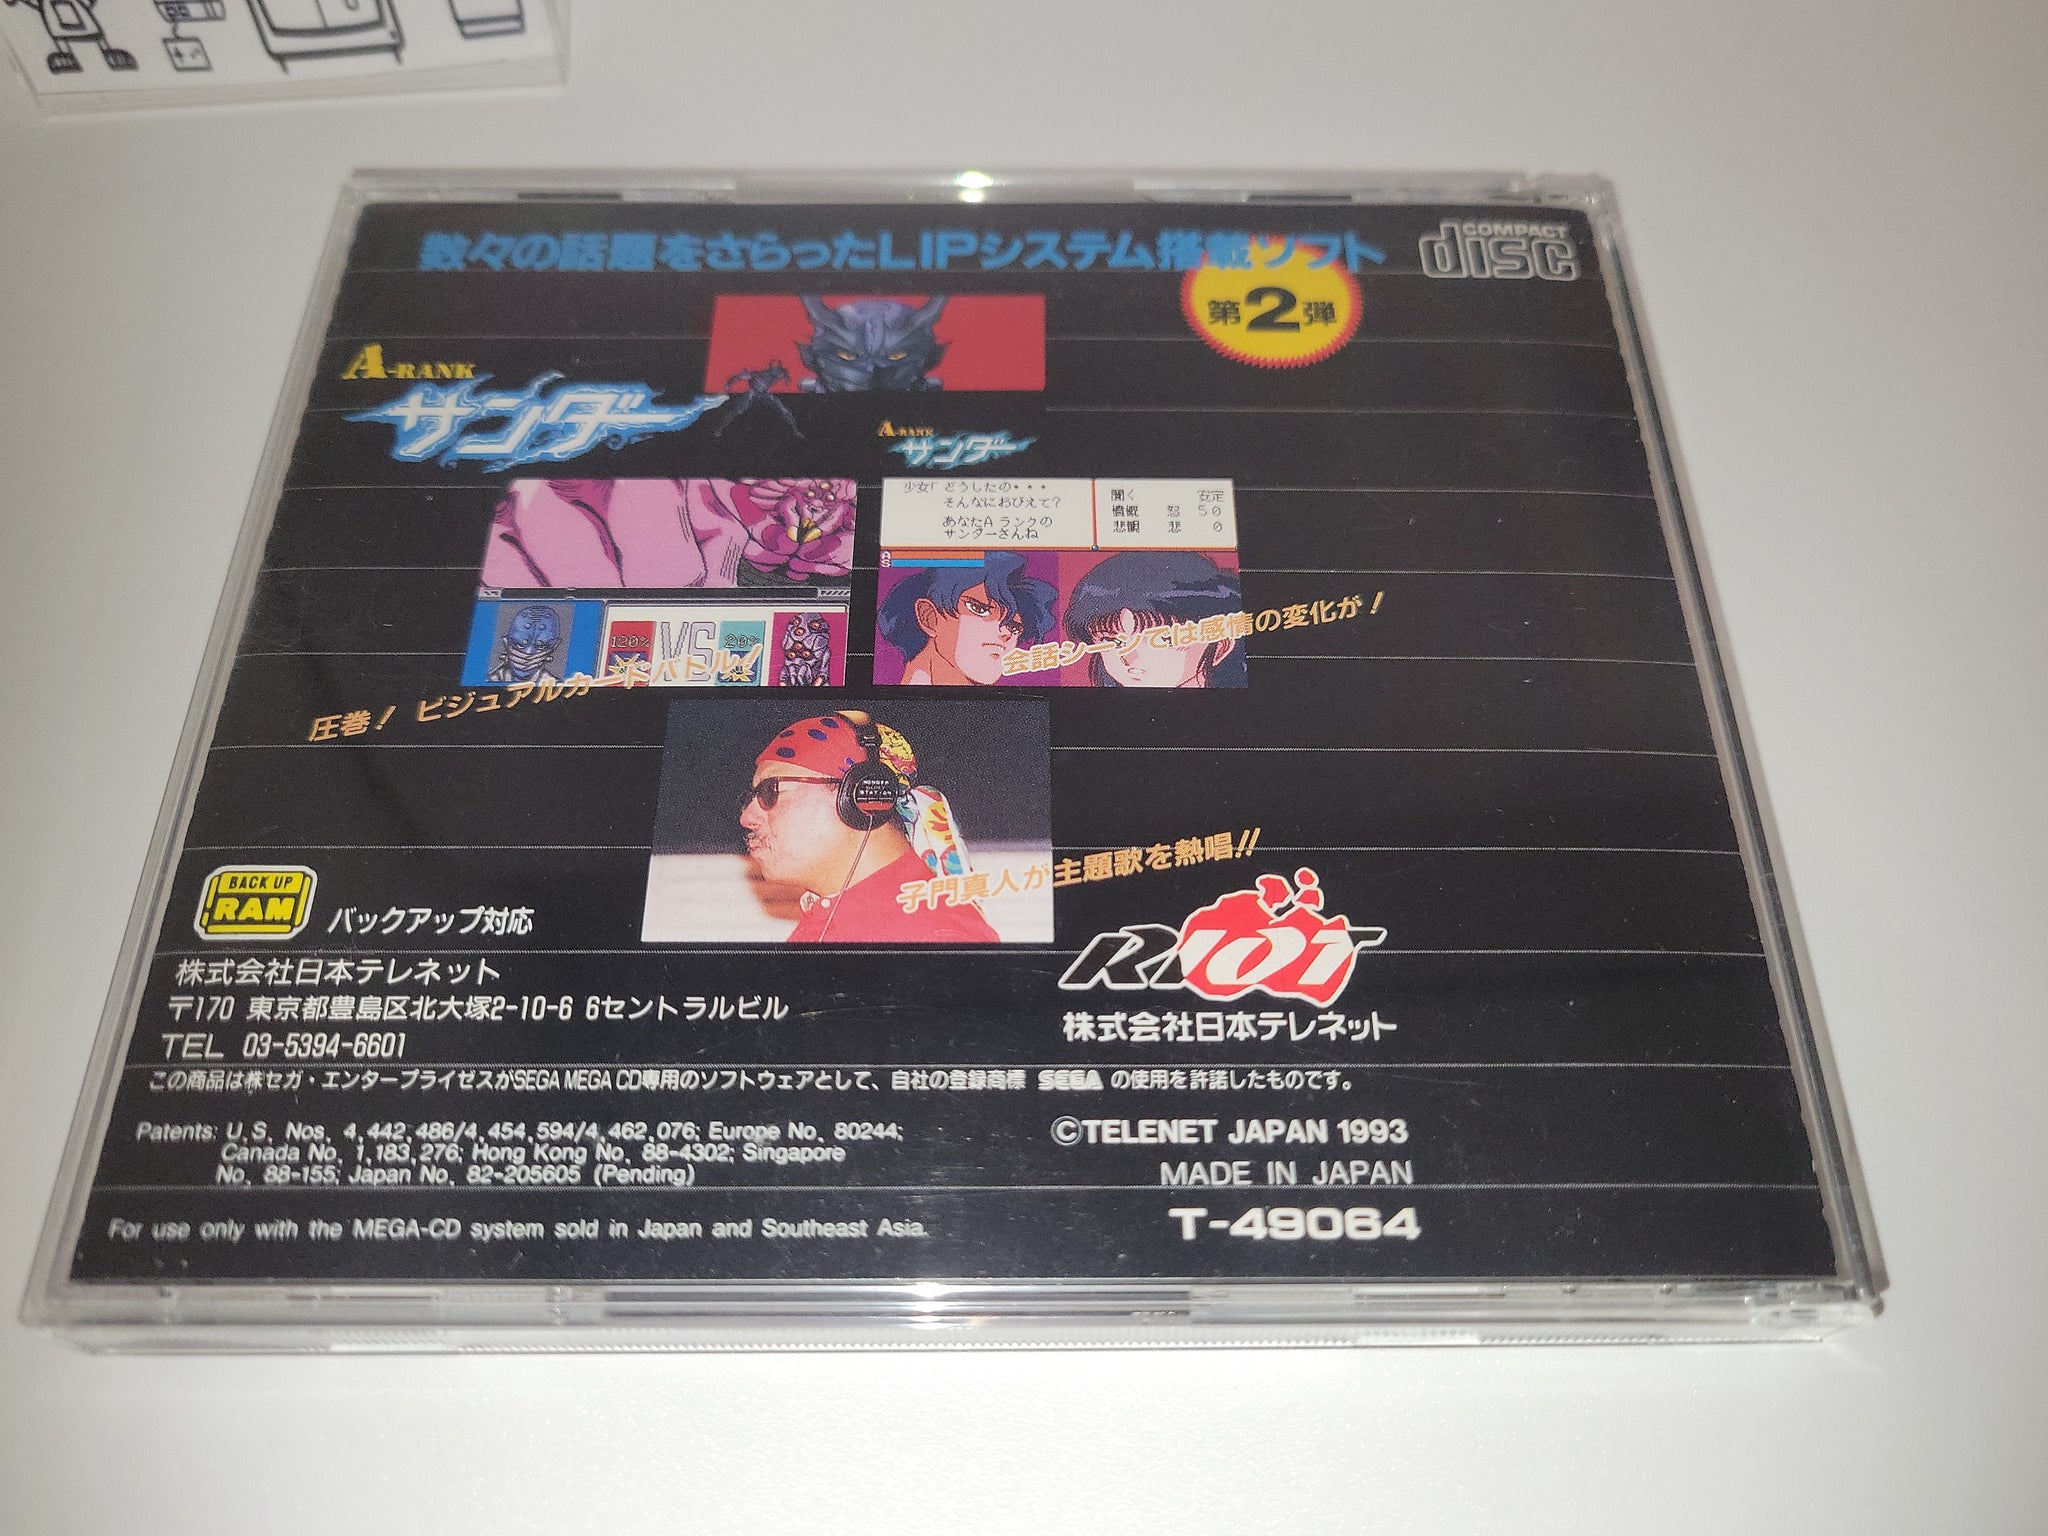 数々の話題をさらったLIPシステム搭載ソフト
第2弾
COMPACT
disc
A-RANK
サンダー
A-RANK
サンダー
少女「どうしたの・・・
そんなにおびえて?
あなたA ランクの
サンダーさんね
聞く 安定
憤慨 怒 50
悲観 悲 0
120%
VS
20%
圧巻! ビジュアルカードバトル!
会話シーンでは感情の変化が!
子門真人が主題歌を熱唱!!
BACK UP
RAM
バックアップ対応
RIOT
株式会社日本テレネット
株式会社日本テレネット
〒170 東京都豊島区北大塚2-10-6 6セントラルビル
TEL 03-5394-6601
この商品は株セガ・エンタープライゼスがSEGA MEGA CD専用のソフトウェアとして、自社の登録商標 SEGA の使用を許諾したものです。
Patents: U.S. Nos. 4,442,486/4,454,594/4,462,076; Europe No. 80244;
Canada No. 1,183,276; Hong Kong No. 88-4302; Singapore
No. 88-155; Japan No. 82-205605 (Pending)
©TELENET JAPAN 1993
MADE IN JAPAN
For use only with the MEGA-CD system sold in Japan and Southeast Asia.
T-49064